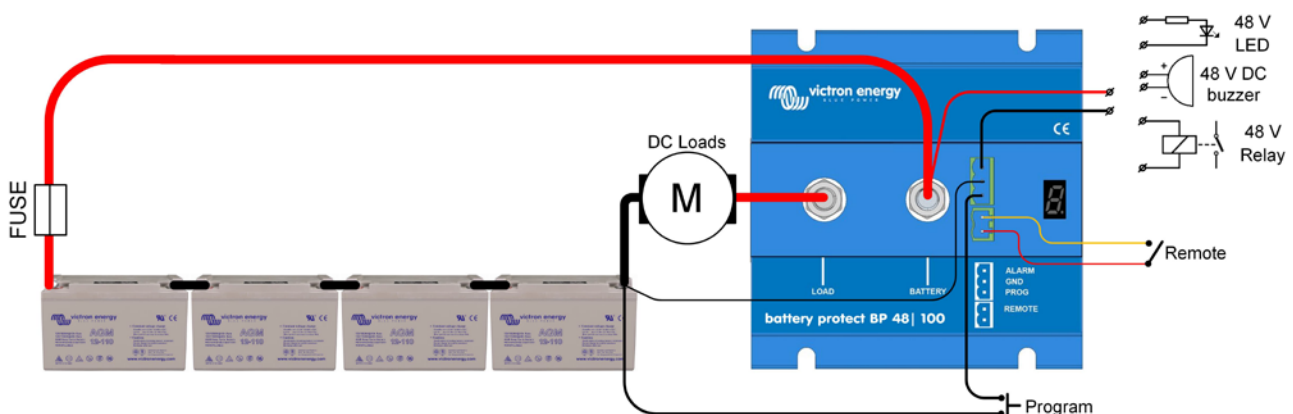 48 V
LED
+
48 V DC
buzzer
−
48 V
Relay
victron energy
BLUE POWER
CE
DC Loads
M
FUSE
8
Remote
ALARM
GND
PROG
REMOTE
LOAD
BATTERY
battery protect BP 48| 100
Program
victron energy
AGM
victron energy
AGM
victron energy
AGM
victron energy
AGM